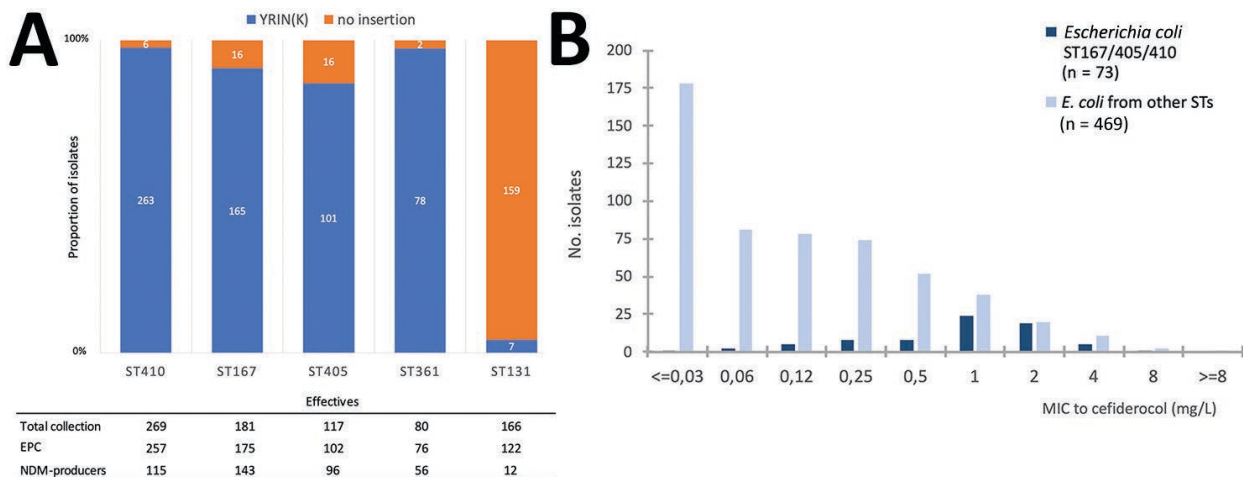 A
YRIN(K) no insertion
100%
6 16 16 2
159
263 165 101 78
7
0%
Proportion of isolates
ST410 ST167 ST405 ST361 ST131
Effectives
Total collection 269 181 117 80 166
EPC 257 175 102 76 122
NDM-producers 115 143 96 56 12
B
Escherichia coli
ST167/405/410
(n = 73)
E. coli from other STs
(n = 469)
200
175
150
125
100
75
50
25
0
No. isolates
<=0,03 0,06 0,12 0,25 0,5 1 2 4 8 >=8
MIC to cefiderocol (mg/L)